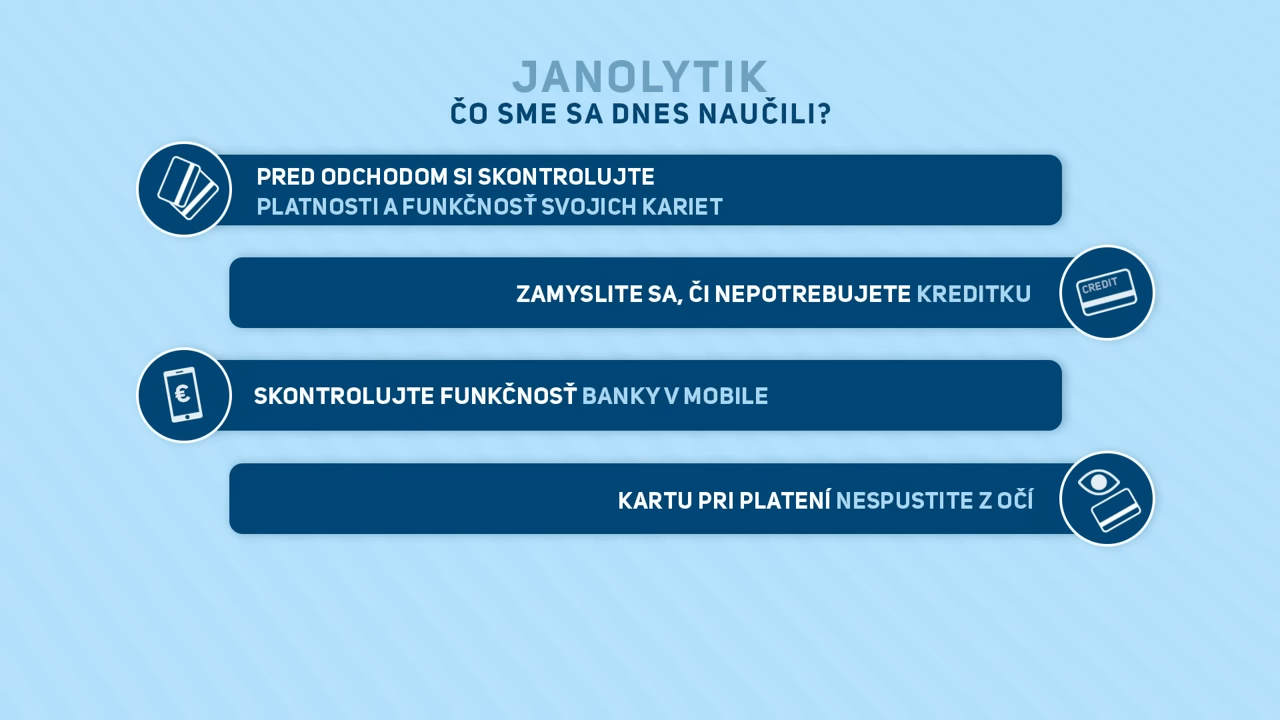 JANOLYTIK
ČO SME SA DNES NAUČILI?
PRED ODCHODOM SI SKONTROLUJTE
PLATNOSTI A FUNKČNOSŤ SVOJICH KARIET
ZAMYSLITE SA, ČI NEPOTREBUJETE KREDITKU
CREDIT
€
SKONTROLUJTE FUNKČNOSŤ BANKY V MOBILE
KARTU PRI PLATENÍ NESPUSTITE Z OČÍ